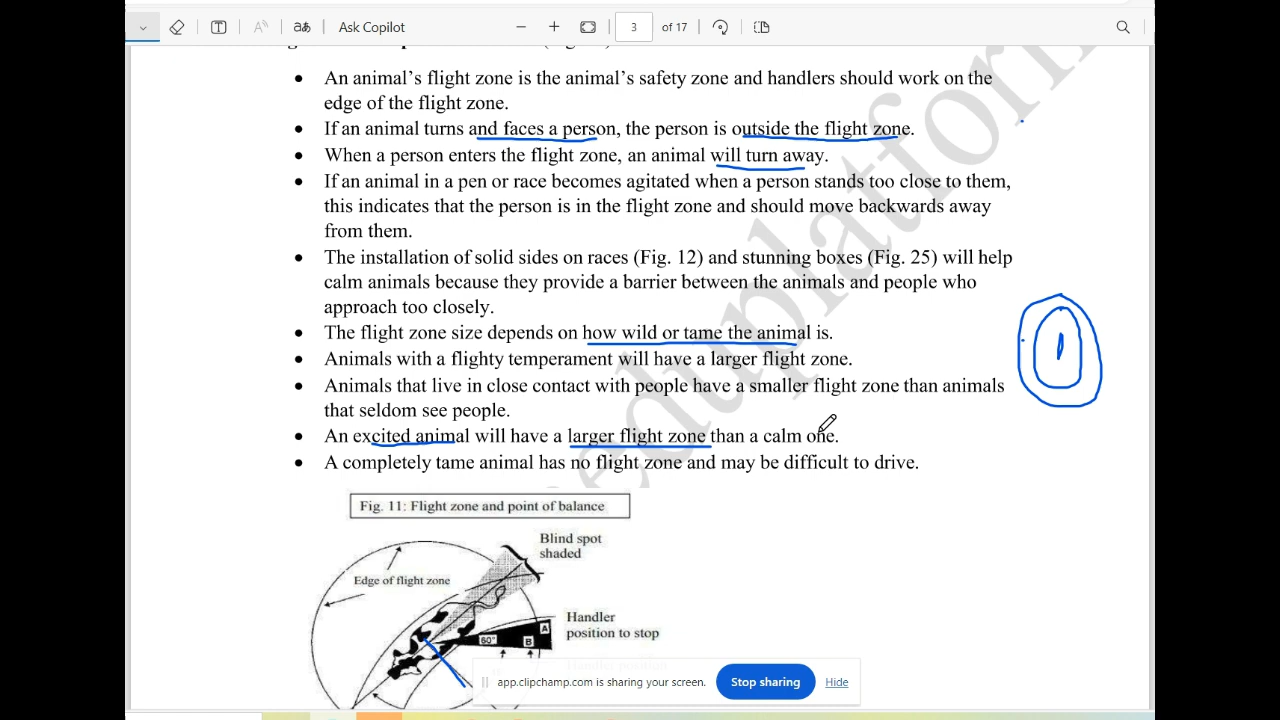 Ask Copilot
3 of 17
• An animal’s flight zone is the animal’s safety zone and handlers should work on the
edge of the flight zone.
• If an animal turns and faces a person, the person is outside the flight zone.
• When a person enters the flight zone, an animal will turn away.
• If an animal in a pen or race becomes agitated when a person stands too close to them,
this indicates that the person is in the flight zone and should move backwards away
from them.
• The installation of solid sides on races (Fig. 12) and stunning boxes (Fig. 25) will help
calm animals because they provide a barrier between the animals and people who
approach too closely.
• The flight zone size depends on how wild or tame the animal is.
• Animals with a flighty temperament will have a larger flight zone.
• Animals that live in close contact with people have a smaller flight zone than animals
that seldom see people.
• An excited animal will have a larger flight zone than a calm one.
• A completely tame animal has no flight zone and may be difficult to drive.
eduplatform
Fig. 11: Flight zone and point of balance
Blind spot
shaded
Edge of flight zone
Handler
position to stop
A
60°
B
app.clipchamp.com is sharing your screen.
Stop sharing
Hide